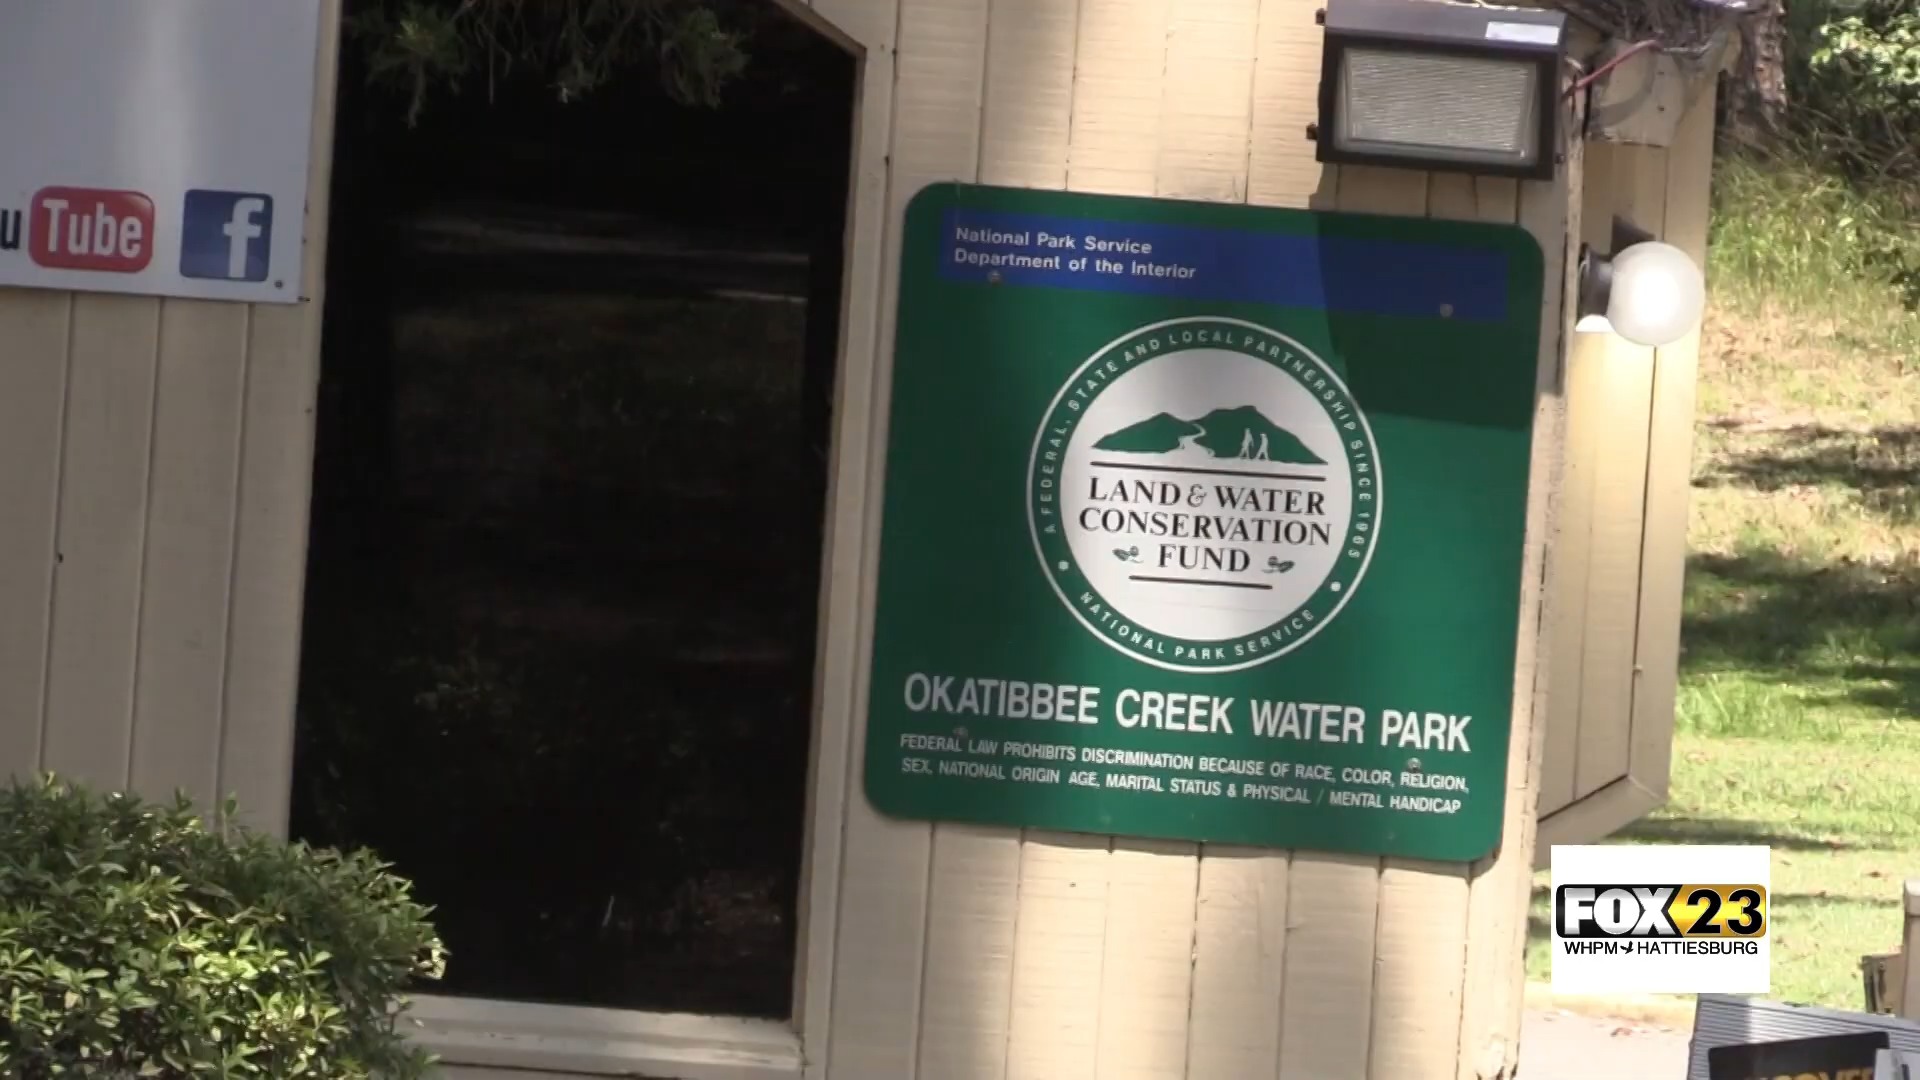 Tube
f
National Park Service
Department of the Interior
A FEDERAL, STATE AND LOCAL PARTNERSHIP SINCE 1965
LAND & WATER
CONSERVATION
FUND
NATIONAL PARK SERVICE
OKATIBBEE CREEK WATER PARK
FEDERAL LAW PROHIBITS DISCRIMINATION BECAUSE OF RACE, COLOR, RELIGION,
SEX, NATIONAL ORIGIN AGE, MARITAL STATUS & PHYSICAL / MENTAL HANDICAP
FOX 23
WHPM HATTIESBURG